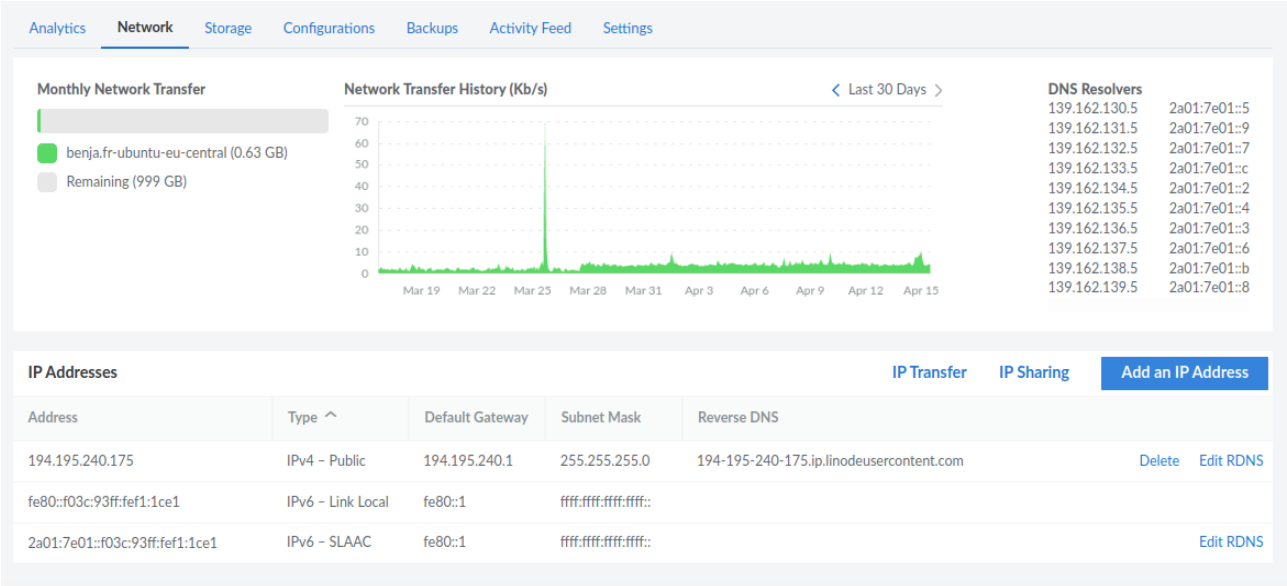 Analytics Network Storage Configurations Backups Activity Feed Settings
Monthly Network Transfer
benja.fr-ubuntu-eu-central (0.63 GB)
Remaining (999 GB)
Network Transfer History (Kb/s)
Last 30 Days
70
60
50
40
30
20
10
0
Mar 19 Mar 22 Mar 25 Mar 28 Mar 31 Apr 3 Apr 6 Apr 9 Apr 12 Apr 15
DNS Resolvers
139.162.130.5 2a01:7e01::5
139.162.131.5 2a01:7e01::9
139.162.132.5 2a01:7e01::7
139.162.133.5 2a01:7e01::c
139.162.134.5 2a01:7e01::2
139.162.135.5 2a01:7e01::4
139.162.136.5 2a01:7e01::3
139.162.137.5 2a01:7e01::6
139.162.138.5 2a01:7e01::b
139.162.139.5 2a01:7e01::8
IP Addresses IP Transfer IP Sharing Add an IP Address
Address Type Default Gateway Subnet Mask Reverse DNS
194.195.240.175 IPv4 – Public 194.195.240.1 255.255.255.0 194-195-240-175.ip.linodeusercontent.com Delete Edit RDNS
fe80::f03c:93ff:fef1:1ce1 IPv6 – Link Local fe80::1 ffff:ffff:ffff:ffff::
2a01:7e01::f03c:93ff:fef1:1ce1 IPv6 – SLAAC fe80::1 ffff:ffff:ffff:ffff:: Edit RDNS